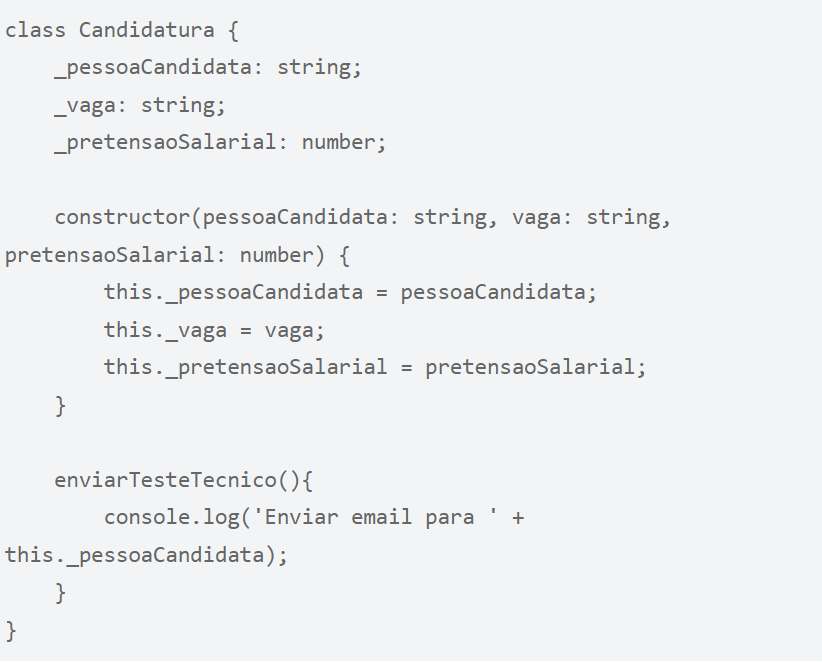 class Candidatura {
    _pessoaCandidata: string;
    _vaga: string;
    _pretensaoSalarial: number;

    constructor(pessoaCandidata: string, vaga: string,
pretensaoSalarial: number) {
        this._pessoaCandidata = pessoaCandidata;
        this._vaga = vaga;
        this._pretensaoSalarial = pretensaoSalarial;
    }

    enviarTesteTecnico(){
        console.log('Enviar email para ' +
this._pessoaCandidata);
    }
}